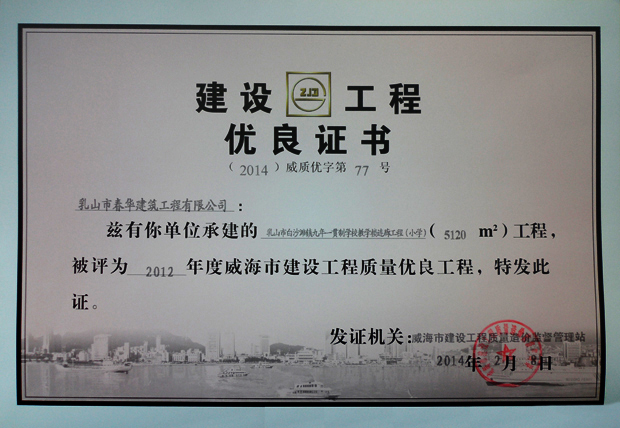 建设 ZJJ 工程
优良证书
(2014)威质优字第 77 号
乳山市春华建筑工程有限公司:
兹有你单位承建的 乳山市白沙滩镇九年一贯制学校教学楼连廊工程(小学)(5120 m²)工程,
被评为 2012 年度威海市建设工程质量优良工程,特发此
证。
发证机关:威海市建设工程质量造价监督管理站
2014年 2月 8日